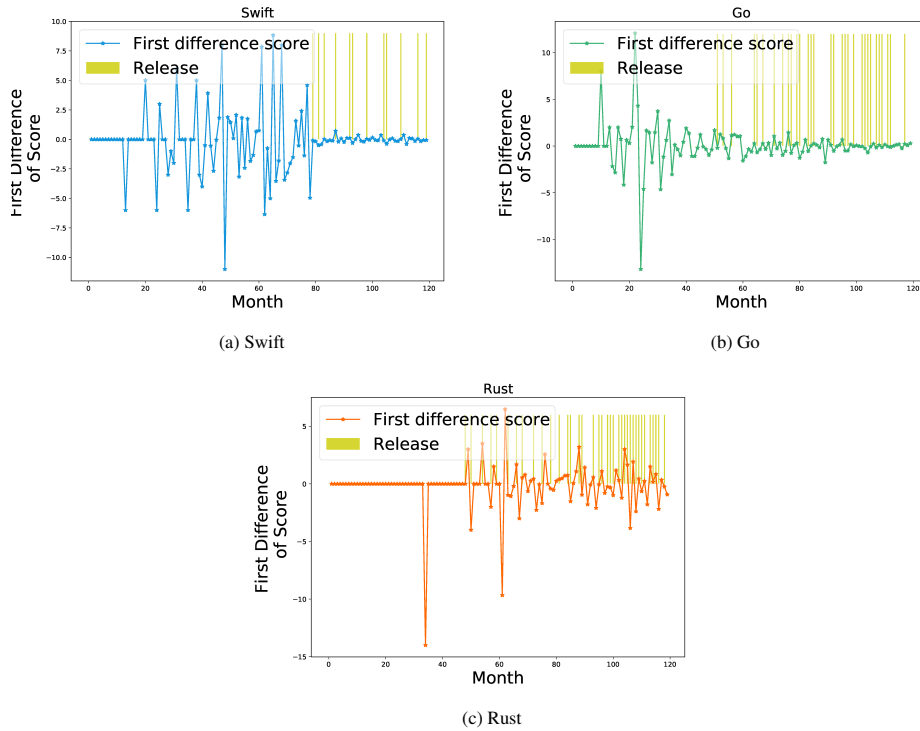 Swift
10.0
7.5
5.0
2.5
0.0
−2.5
−5.0
−7.5
−10.0
First Difference
of Score
First difference score
Release
0 20 40 60 80 100 120
Month
(a) Swift
Go
10
5
0
−5
−10
First Difference
of Score
First difference score
Release
0 20 40 60 80 100 120
Month
(b) Go
Rust
5
0
−5
−10
−15
First Difference
of Score
First difference score
Release
0 20 40 60 80 100 120
Month
(c) Rust